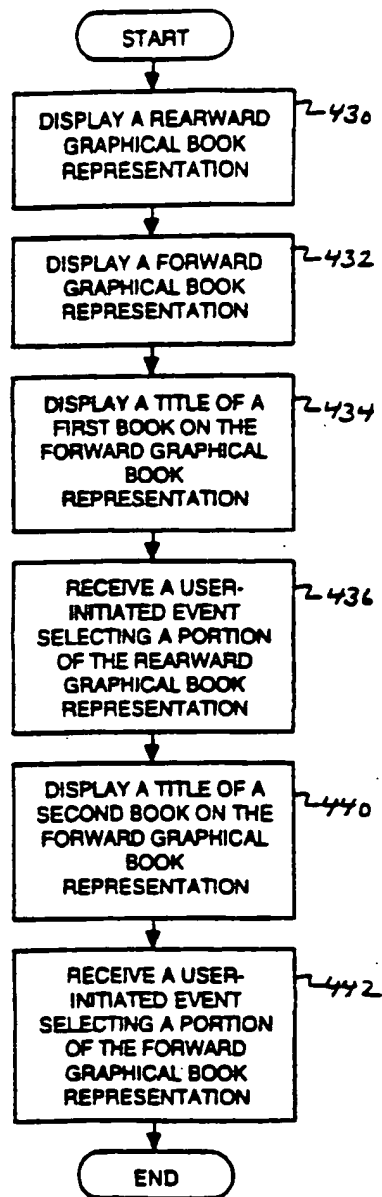 START
DISPLAY A REARWARD
GRAPHICAL BOOK
REPRESENTATION
430
DISPLAY A FORWARD
GRAPHICAL BOOK
REPRESENTATION
432
DISPLAY A TITLE OF A
FIRST BOOK ON THE
FORWARD GRAPHICAL
BOOK
REPRESENTATION
434
RECEIVE A USER-
INITIATED EVENT
SELECTING A PORTION
OF THE REARWARD
GRAPHICAL BOOK
REPRESENTATION
436
DISPLAY A TITLE OF A
SECOND BOOK ON THE
FORWARD GRAPHICAL
BOOK
REPRESENTATION
440
RECEIVE A USER-
INITIATED EVENT
SELECTING A PORTION
OF THE FORWARD
GRAPHICAL BOOK
REPRESENTATION
442
END